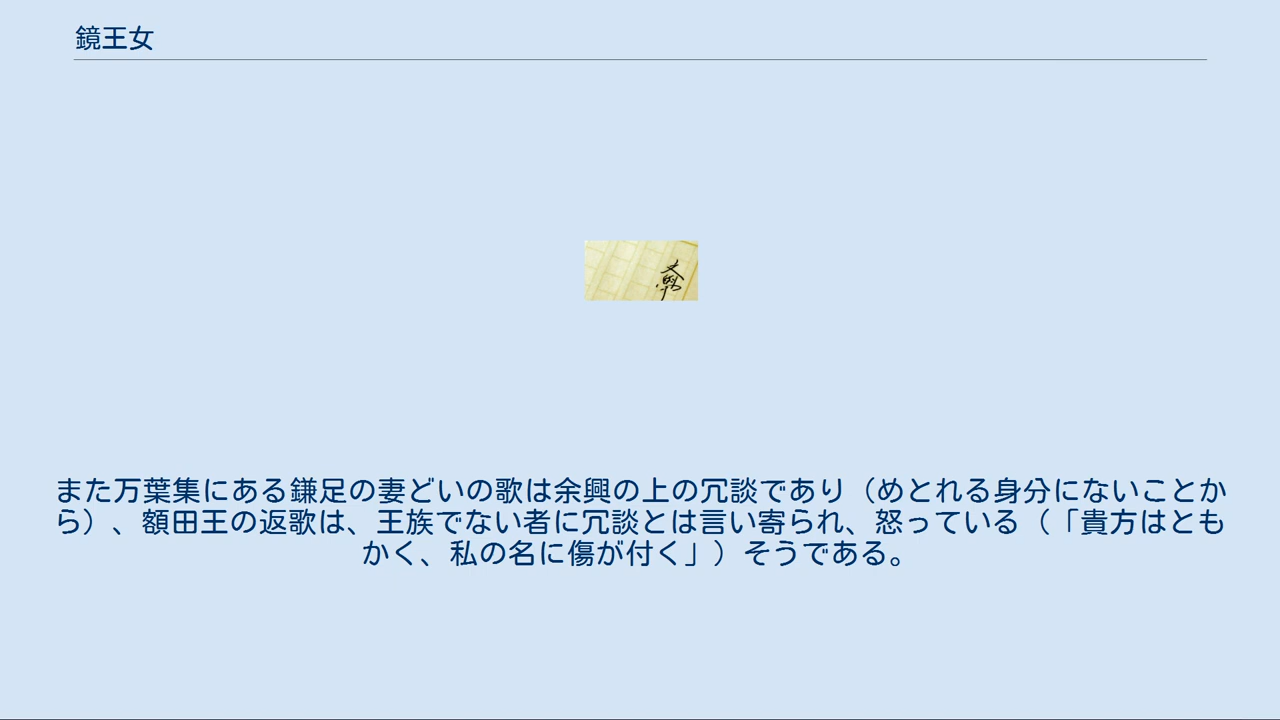 鏡王女
また万葉集にある鎌足の妻どいの歌は余興の上の冗談であり（めとれる身分にないことか
ら）、額田王の返歌は、王族でない者に冗談とは言い寄られ、怒っている（「貴方はとも
かく、私の名に傷が付く」）そうである。